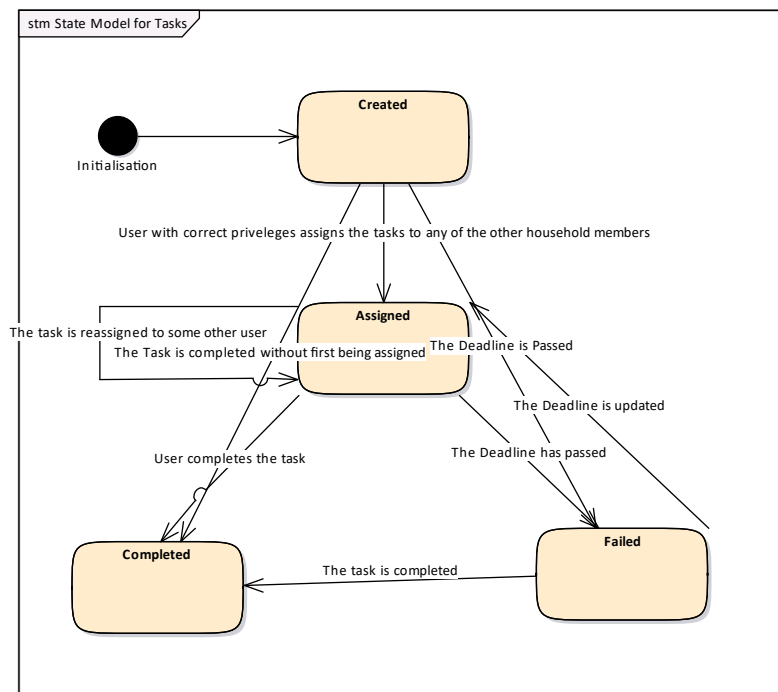 stm State Model for Tasks
Created
Initialisation
User with correct priveleges assigns the tasks to any of the other household members
Assigned
The task is reassigned to some other user
The Deadline is Passed
The Task is completed without first being assigned
The Deadline is updated
User completes the task
The Deadline has passed
Completed
Failed
The task is completed